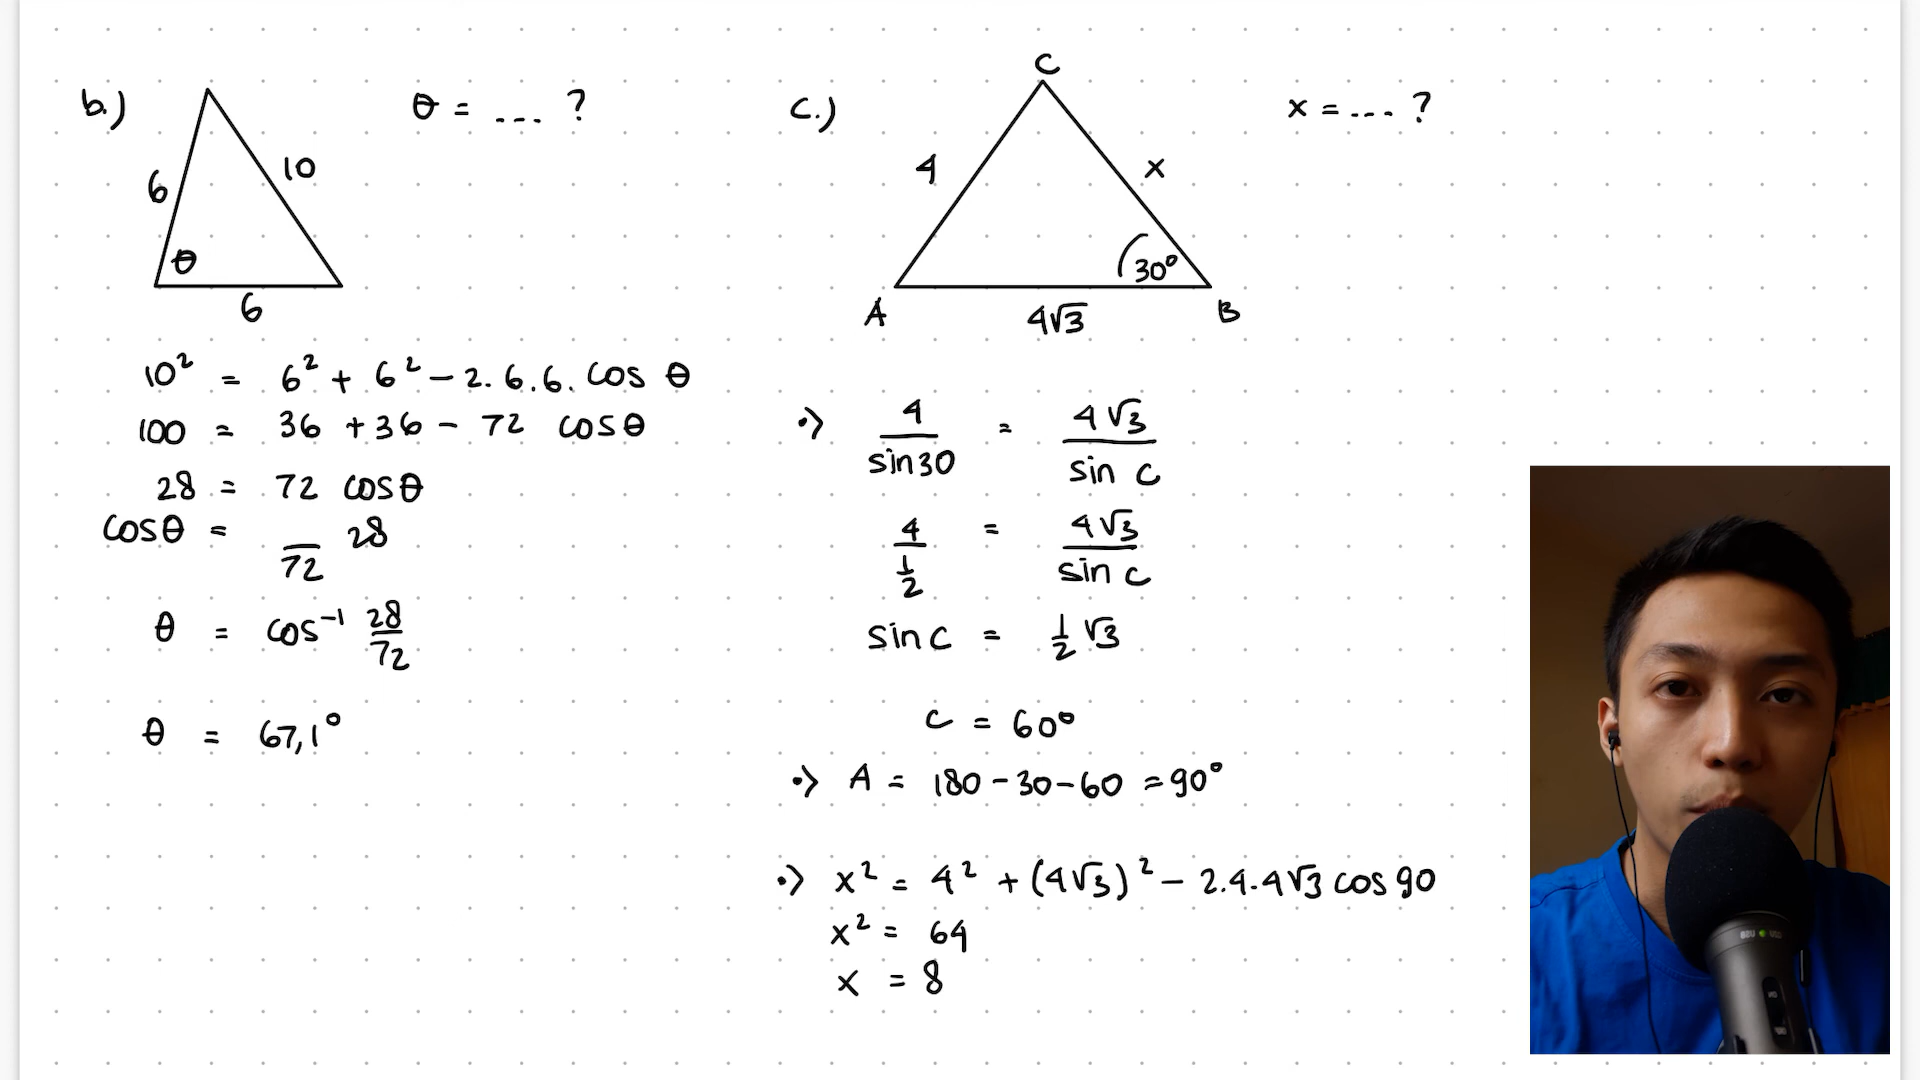 b.)
θ = ... ?
6
10
θ
6
10² = 6² + 6² - 2. 6.6. cos θ
100 = 36 + 36 - 72 cosθ
28 = 72 cosθ
cosθ = 28/72
θ = cos⁻¹ 28/72
θ = 67,1°
c.)
x = ... ?
C
4
x
30°
A
4√3
B
•) 4/sin30 = 4√3/sin C
4/½ = 4√3/sin C
sin C = ½ √3
C = 60°
•) A = 180 - 30 - 60 = 90°
•) x² = 4² + (4√3)² - 2.4.4√3 cos 90
x² = 64
x = 8